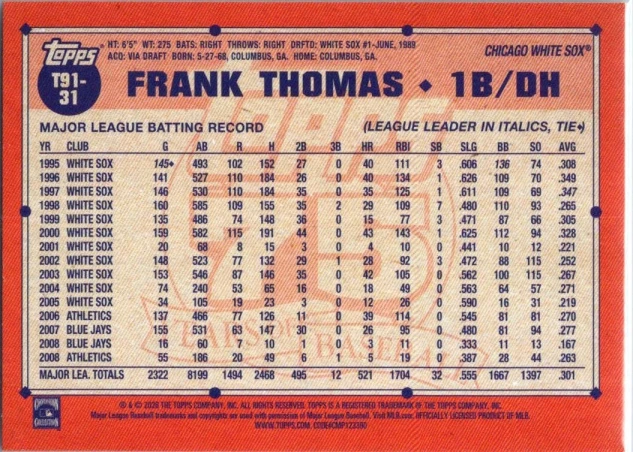 topps® HT: 6'5" WT: 275 BATS: RIGHT THROWS: RIGHT DRFTD: WHITE SOX #1-JUNE, 1989
ACQ: VIA DRAFT BORN: 5-27-68, COLUMBUS, GA. HOME: COLUMBUS, GA.
CHICAGO WHITE SOX®
T91-
31
FRANK THOMAS ♦ 1B/DH
MAJOR LEAGUE BATTING RECORD (LEAGUE LEADER IN ITALICS, TIE♦)
YR CLUB G AB R H 2B 3B HR RBI SB SLG BB SO AVG
1995 WHITE SOX 145♦ 493 102 152 27 0 40 111 3 .606 136 74 .308
1996 WHITE SOX 141 527 110 184 26 0 40 134 1 .626 109 70 .349
1997 WHITE SOX 146 530 110 184 35 0 35 125 1 .611 109 69 .347
1998 WHITE SOX 160 585 109 155 35 2 29 109 7 .480 110 93 .265
1999 WHITE SOX 135 486 74 148 36 0 15 77 3 .471 87 66 .305
2000 WHITE SOX 159 582 115 191 44 0 43 143 1 .625 112 94 .328
2001 WHITE SOX 20 68 8 15 3 0 4 10 0 .441 10 12 .221
2002 WHITE SOX 148 523 77 132 29 1 28 92 3 .472 88 115 .252
2003 WHITE SOX 153 546 87 146 35 0 42 105 0 .562 100 115 .267
2004 WHITE SOX 74 240 53 65 16 0 18 49 0 .563 64 57 .271
2005 WHITE SOX 34 105 19 23 3 0 12 26 0 .590 16 31 .219
2006 ATHLETICS 137 466 77 126 11 0 39 114 0 .545 81 81 .270
2007 BLUE JAYS 155 531 63 147 30 0 26 95 0 .480 81 94 .277
2008 BLUE JAYS 16 60 7 10 1 0 3 11 0 .333 11 13 .167
2008 ATHLETICS 55 186 20 49 6 1 5 19 0 .387 28 44 .263
MAJOR LEA. TOTALS 2322 8199 1494 2468 495 12 521 1704 32 .555 1667 1397 .301
TOPPS
75
YEARS OF
BASEBALL
® & © 2026 THE TOPPS COMPANY, INC. ALL RIGHTS RESERVED. TOPPS IS A REGISTERED TRADEMARK OF THE TOPPS COMPANY, INC.
Major League Baseball trademarks and copyrights are used with permission of Major League Baseball. Visit MLB.com. OFFICIALLY LICENSED PRODUCT OF MLB.
WWW.TOPPS.COM. CODE#CMP123390
COOPERSTOWN
COLLECTION